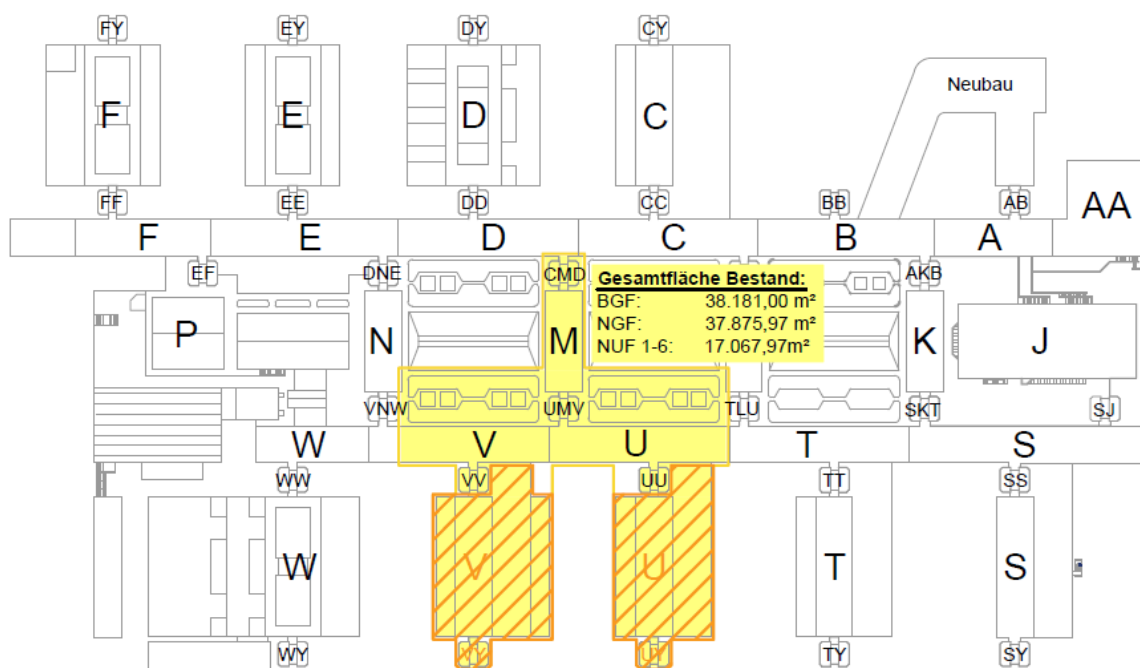 FY EY DY CY
Neubau
F E D C
FF EE DD CC BB AB
AA
F E D C B A
EF DNE CMD AKB
Gesamtfläche Bestand:
BGF: 38.181,00 m²
NGF: 37.875,97 m²
NUF 1-6: 17.067,97m²
P N M K J
VNW UMV TLU SKT SJ
W V U T S
WW VV UU TT SS
W V U T S
WY VY UY TY SY